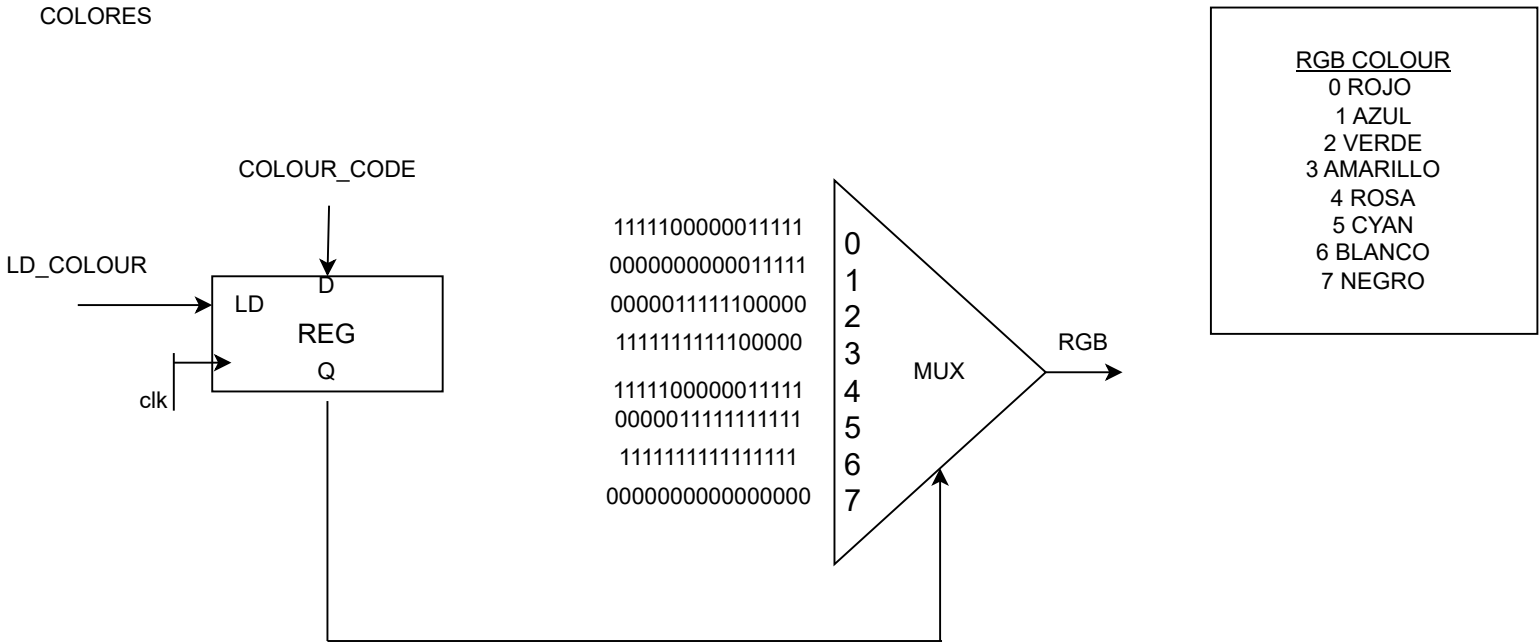 COLORES
RGB COLOUR
0 ROJO
1 AZUL
2 VERDE
3 AMARILLO
4 ROSA
5 CYAN
6 BLANCO
7 NEGRO
COLOUR_CODE
LD_COLOUR
D
LD
REG
Q
clk
1111100000011111
0000000000011111
0000011111100000
1111111111100000
1111100000011111
0000011111111111
1111111111111111
0000000000000000
0
1
2
3
4
5
6
7
MUX
RGB